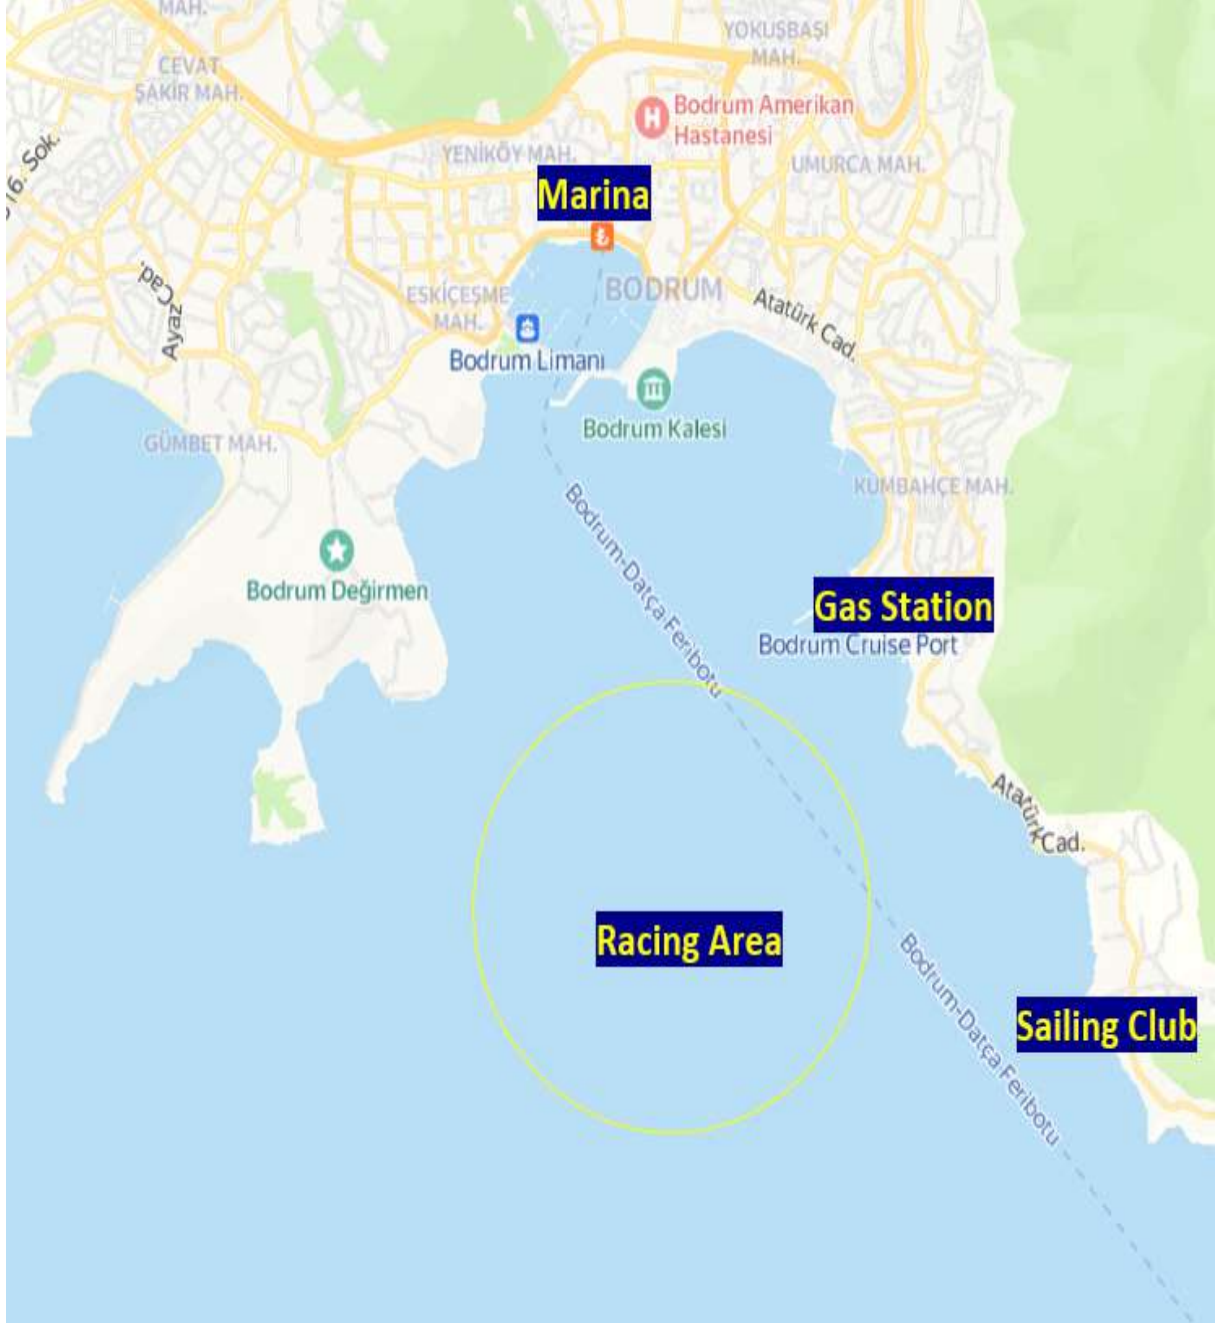 MAH.
YOKUŞBAŞI
MAH.
CEVAT
ŞAKİR MAH.
Bodrum Amerikan
Hastanesi
H
YENİKÖY MAH.
UMURCA MAH.
16. Sok.
Marina
Ayaz Cad.
ESKİÇEŞME
MAH.
BODRUM
Atatürk Cad.
Bodrum Limanı
Bodrum Kalesi
GÜMBET MAH.
KUMBAHÇE MAH.
Bodrum-Datça Feribotu
Bodrum Değirmen
Gas Station
Bodrum Cruise Port
Atatürk Cad.
Racing Area
Bodrum-Datça Feribotu
Sailing Club